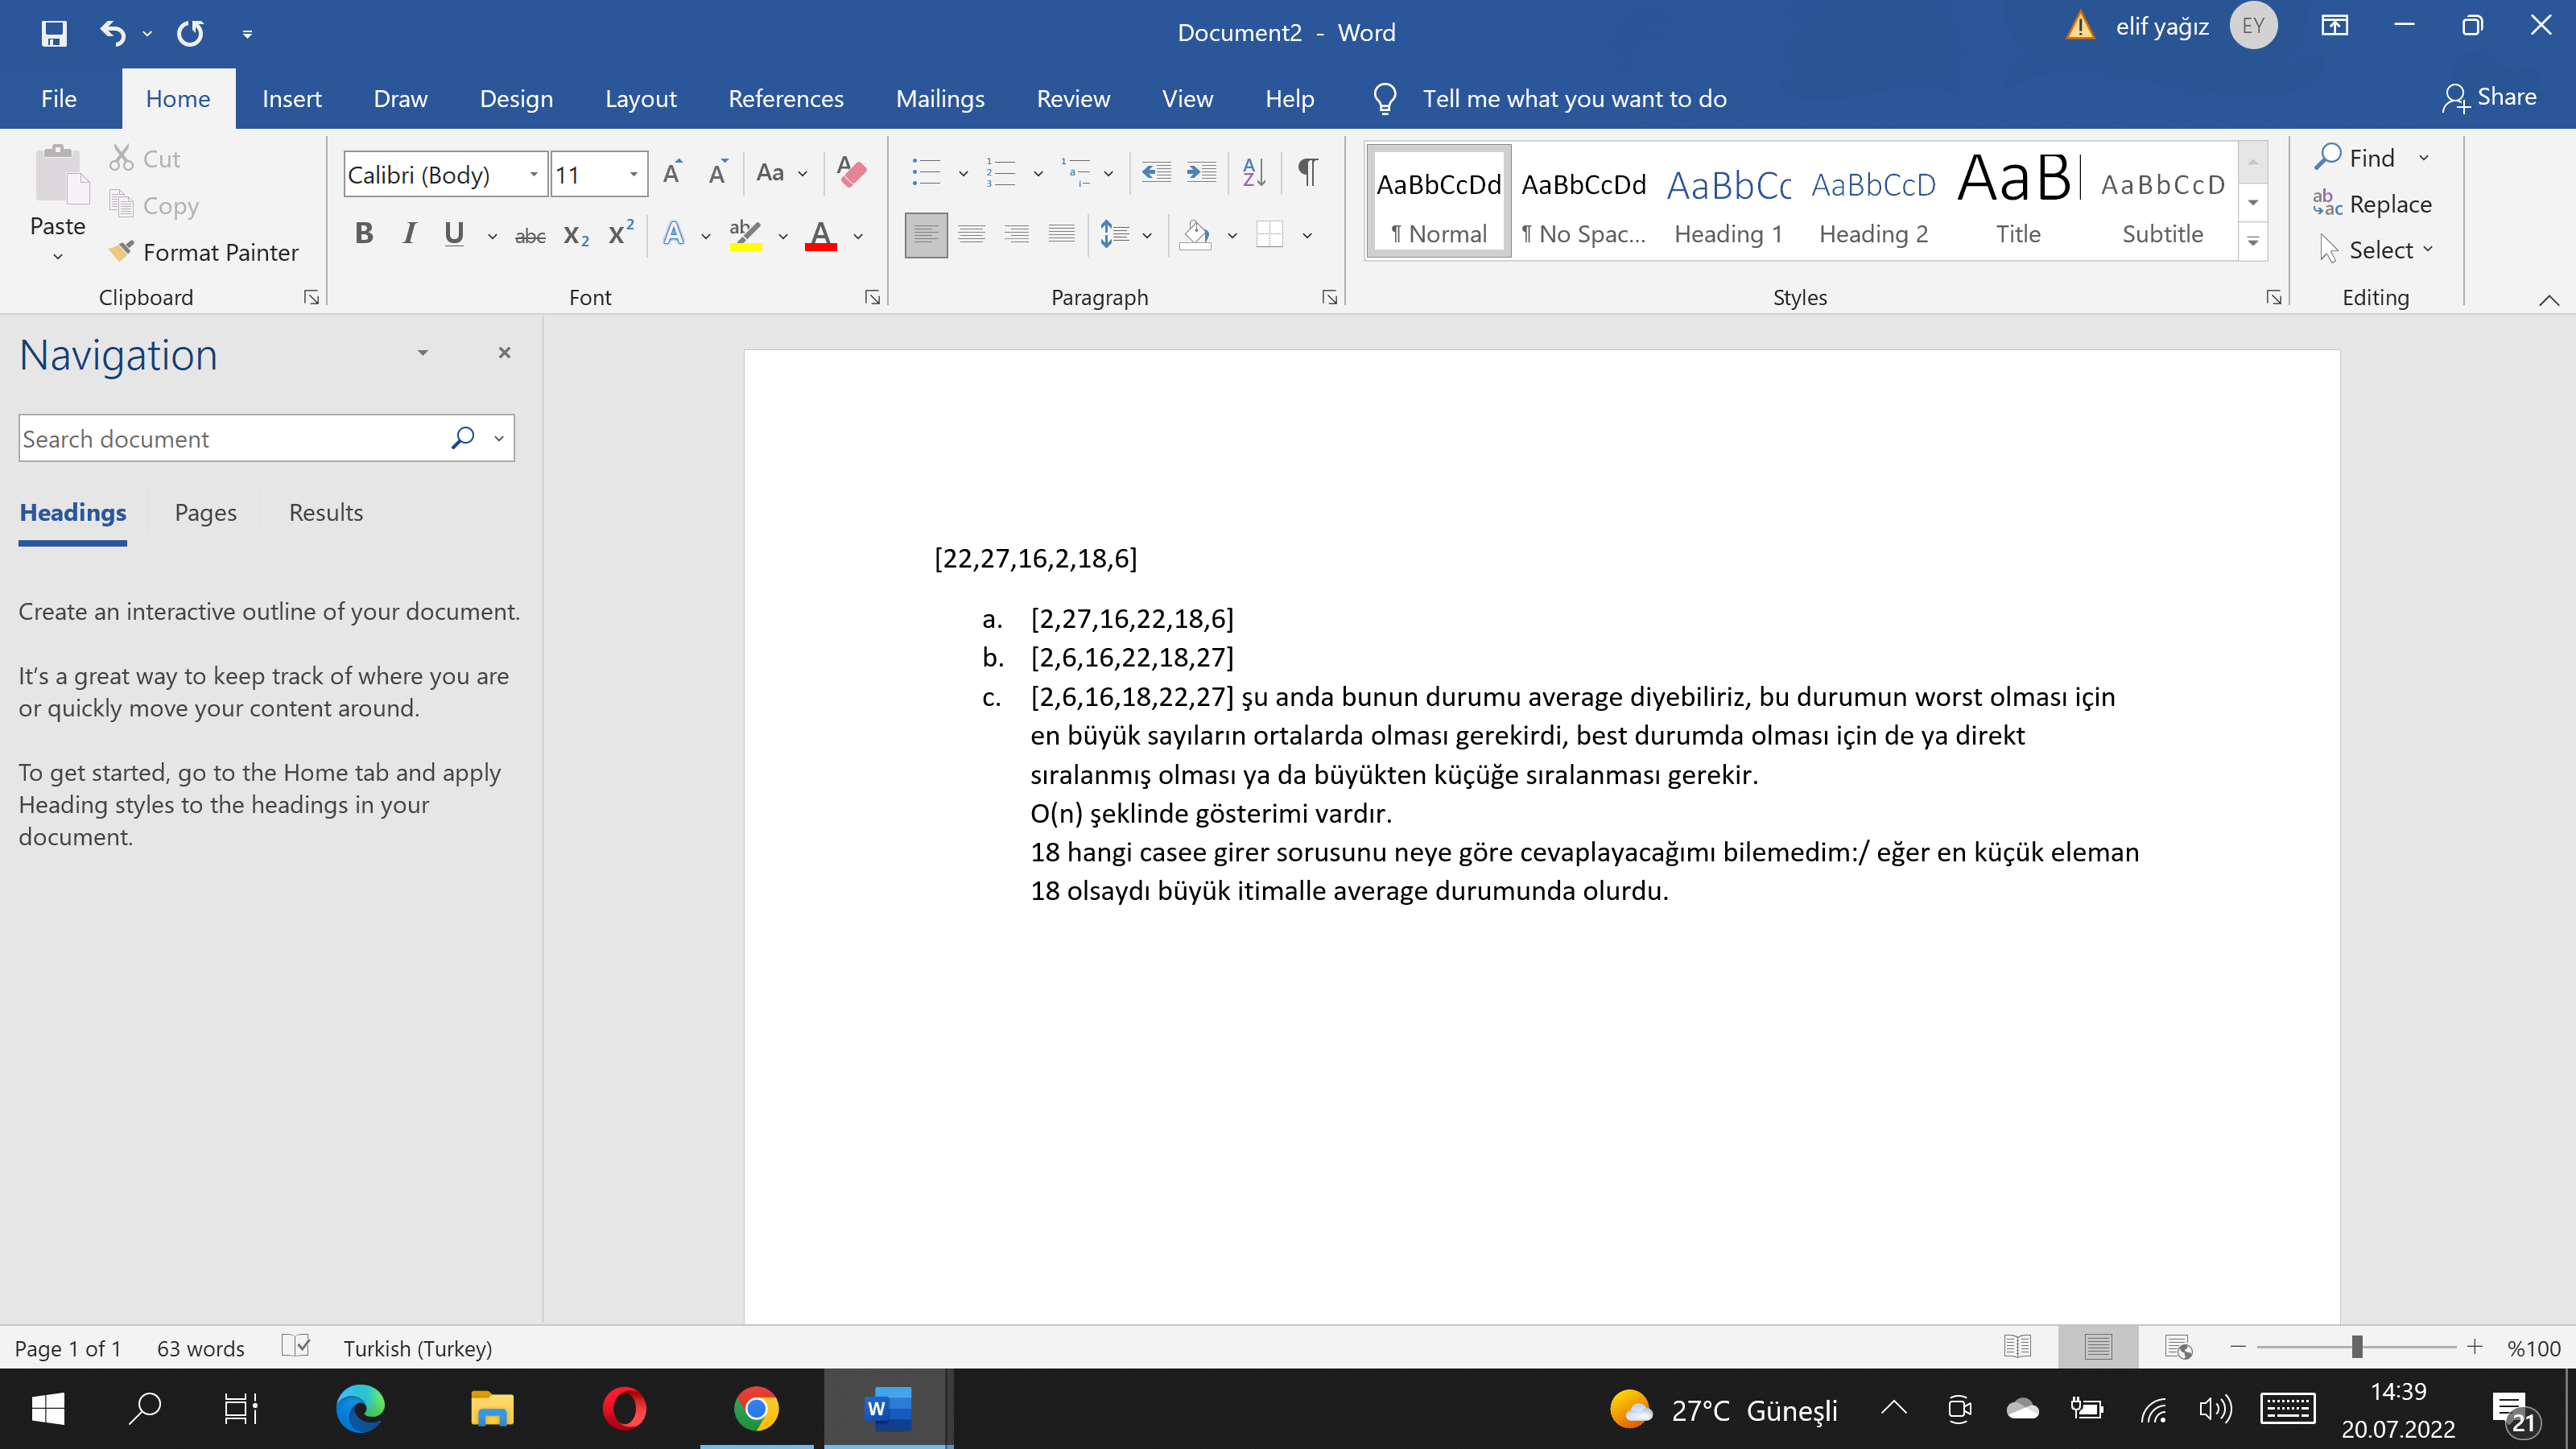 Document2 - Word
elif yağız
EY
File
Home
Insert
Draw
Design
Layout
References
Mailings
Review
View
Help
Tell me what you want to do
Share
Paste
Cut
Copy
Format Painter
Clipboard
Calibri (Body)
11
Aa
B I U abc X2 X2
Font
Paragraph
AaBbCcDd
¶ Normal
AaBbCcDd
¶ No Spac...
AaBbCc
Heading 1
AaBbCcD
Heading 2
AaB
Title
AaBbCcD
Subtitle
Styles
Find
Replace
Select
Editing
Navigation
Search document
Headings
Pages
Results
Create an interactive outline of your document.
It's a great way to keep track of where you are
or quickly move your content around.
To get started, go to the Home tab and apply
Heading styles to the headings in your
document.
[22,27,16,2,18,6]
a. [2,27,16,22,18,6]
b. [2,6,16,22,18,27]
c. [2,6,16,18,22,27] şu anda bunun durumu average diyebiliriz, bu durumun worst olması için
en büyük sayıların ortalarda olması gerekirdi, best durumda olması için de ya direkt
sıralanmış olması ya da büyükten küçüğe sıralanması gerekir.
O(n) şeklinde gösterimi vardır.
18 hangi casee girer sorusunu neye göre cevaplayacağımı bilemedim:/ eğer en küçük eleman
18 olsaydı büyük itimalle average durumunda olurdu.
Page 1 of 1
63 words
Turkish (Turkey)
%100
27°C Güneşli
14:39
20.07.2022
21